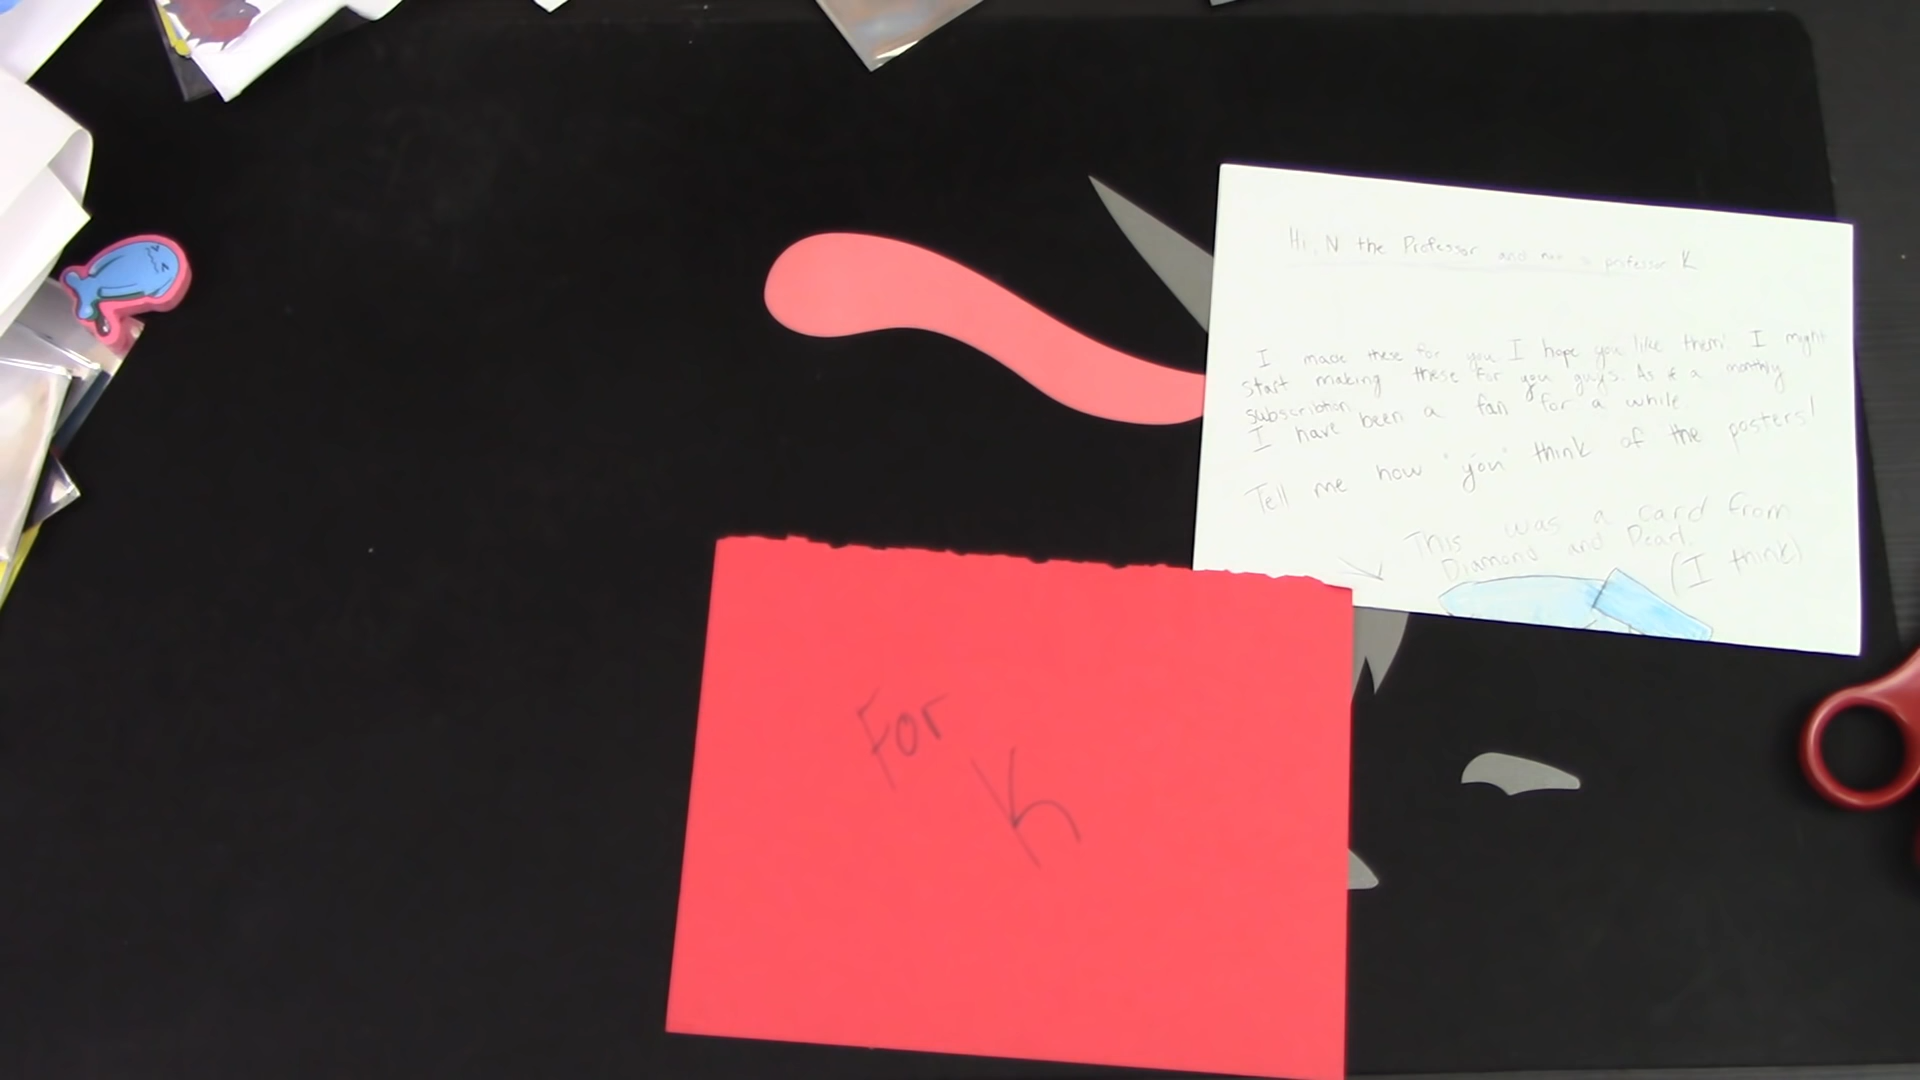 Hi, N the Professor and not a professor K
I made these for you I hope you like them! I might
start making these for you guys. As a monthly
subscribtion.
I have been a fan for a while
Tell me how "you" think of the posters!
This was a card from
Diamond and Pearl.
(I think)
For
K